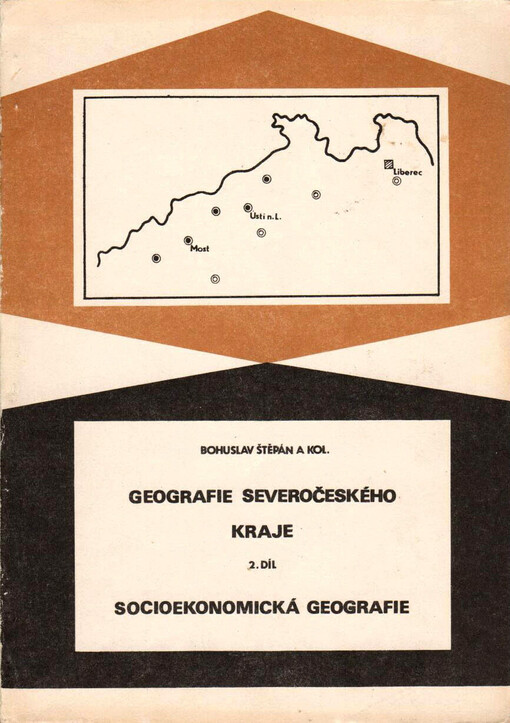 Liberec
Ústí n.L.
Most
BOHUSLAV ŠTĚPÁN A KOL.
GEOGRAFIE SEVEROČESKÉHO
KRAJE
2. DÍL
SOCIOEKONOMICKÁ GEOGRAFIE